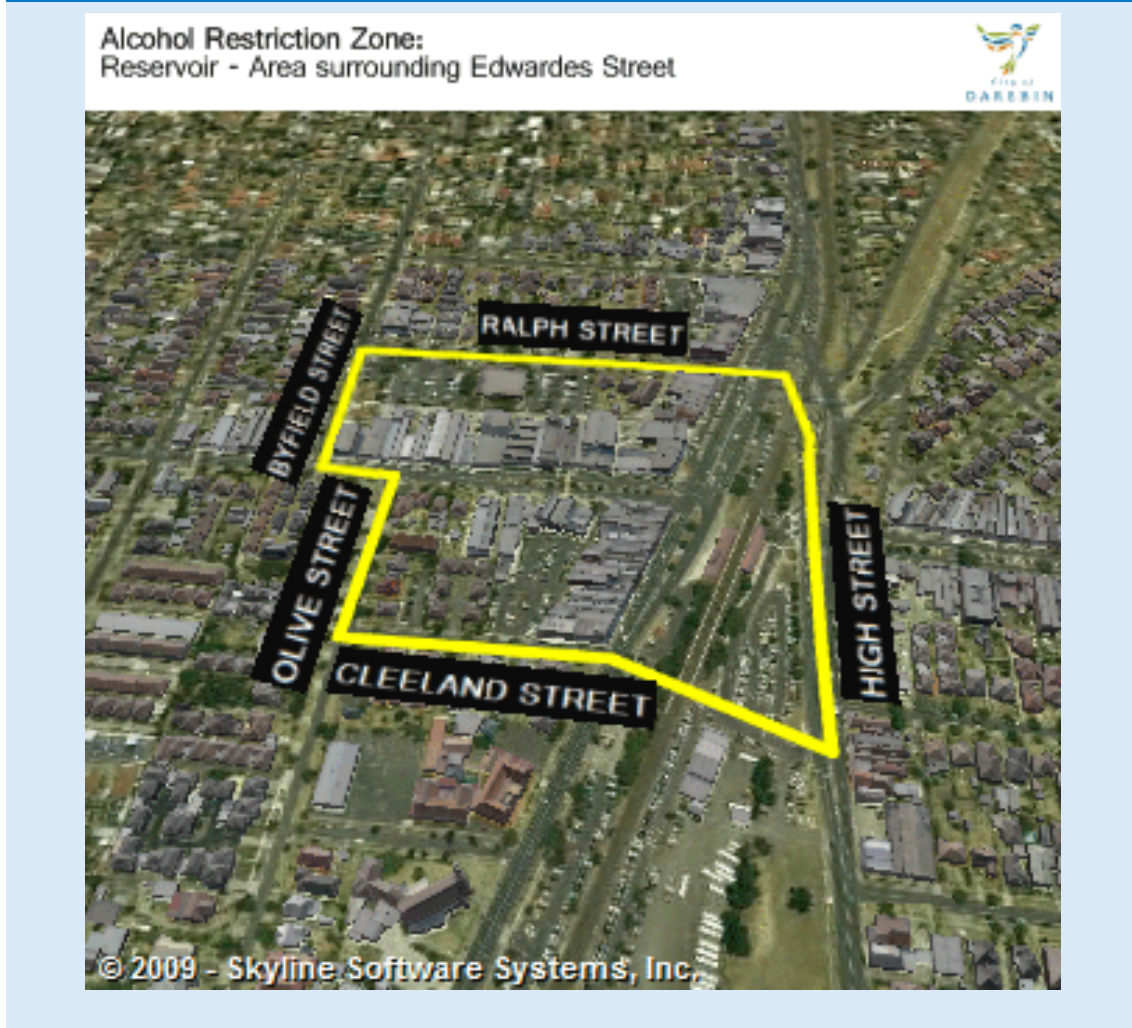 Alcohol Restriction Zone:
Reservoir - Area surrounding Edwardes Street
City of
DAREBIN
RALPH STREET
BYFIELD STREET
OLIVE STREET
HIGH STREET
CLEELAND STREET
© 2009 - Skyline Software Systems, Inc.